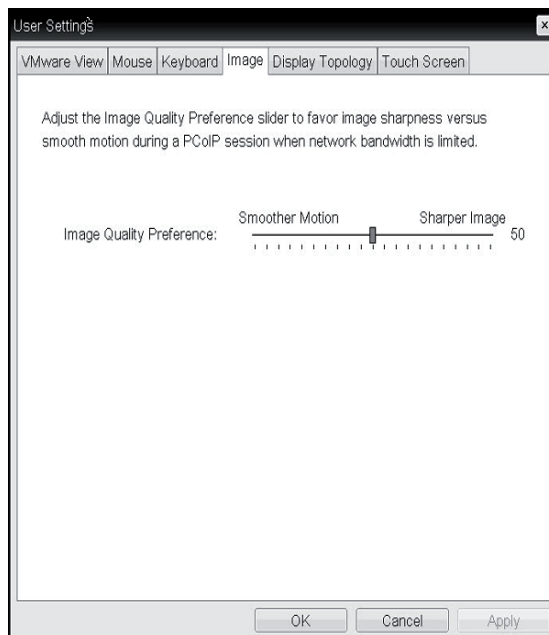 User Settings
VMware View Mouse Keyboard Image Display Topology Touch Screen
Adjust the Image Quality Preference slider to favor image sharpness versus
smooth motion during a PCoIP session when network bandwidth is limited.
Smoother Motion Sharper Image
Image Quality Preference: 50
OK Cancel Apply